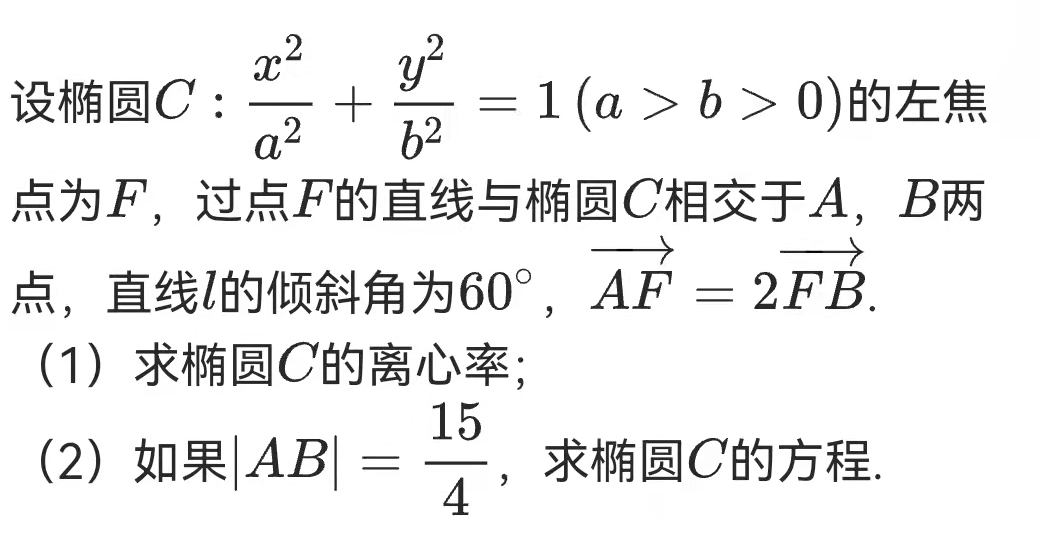 设椭圆C : x²/a² + y²/b² = 1 (a > b > 0)的左焦
点为F，过点F的直线与椭圆C相交于A，B两
点，直线l的倾斜角为60°，\overrightarrow{AF} = 2\overrightarrow{FB}.
（1）求椭圆C的离心率；
（2）如果|AB| = 15/4，求椭圆C的方程.